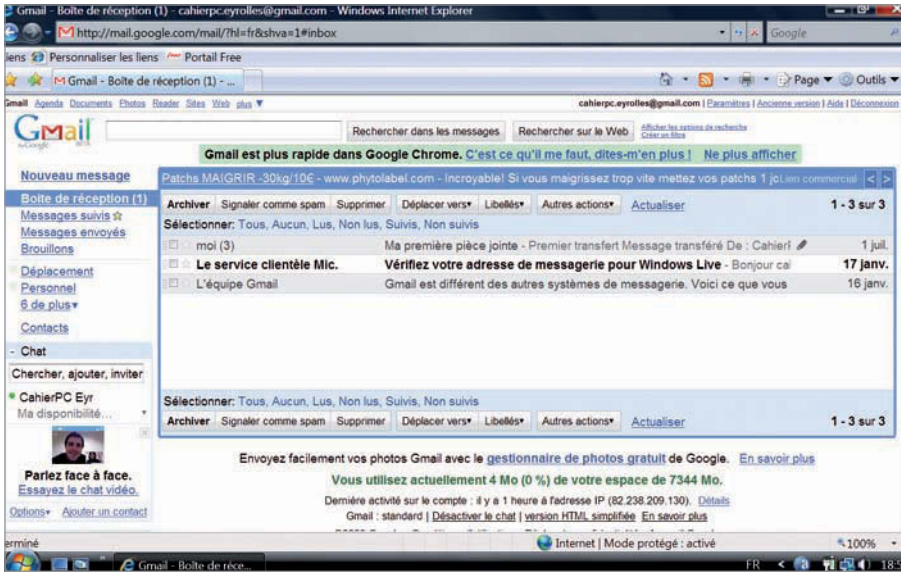 Gmail - Boîte de réception (1) - cahierpc.eyrolles@gmail.com - Windows Internet Explorer
http://mail.google.com/mail/?hl=fr&shva=1#inbox
Google
iens Personnaliser les liens Portail Free
Gmail - Boîte de réception (1) - ...
Page Outils
Gmail Agenda Documents Photos Reader Sites Web plus
cahierpc.eyrolles@gmail.com | Paramètres | Ancienne version | Aide | Déconnexion
Gmail
by Google BETA
Rechercher dans les messages
Rechercher sur le Web
Afficher les options de recherche
Créer un filtre
Gmail est plus rapide dans Google Chrome. C'est ce qu'il me faut, dites-m'en plus ! Ne plus afficher
Nouveau message
Patchs MAIGRIR -30kg/10€ - www.phytolabel.com - Incroyable! Si vous maigrissez trop vite mettez vos patchs 1 jo Lien commercial < >
Boîte de réception (1)
Messages suivis
Messages envoyés
Brouillons
Déplacement
Personnel
6 de plus
Contacts
Archiver Signaler comme spam Supprimer Déplacer vers Libellés Autres actions Actualiser 1 - 3 sur 3
Sélectionner: Tous, Aucun, Lus, Non lus, Suivis, Non suivis
moi (3) Ma première pièce jointe - Premier transfert Message transféré De : Cahierf 1 juil.
Le service clientèle Mic. Vérifiez votre adresse de messagerie pour Windows Live - Bonjour cai 17 janv.
L'équipe Gmail Gmail est différent des autres systèmes de messagerie. Voici ce que vous 16 janv.
- Chat
Chercher, ajouter, inviter
CahierPC Eyr
Ma disponibilité…
Parlez face à face.
Essayez le chat vidéo.
Options Ajouter un contact
Sélectionner: Tous, Aucun, Lus, Non lus, Suivis, Non suivis
Archiver Signaler comme spam Supprimer Déplacer vers Libellés Autres actions Actualiser 1 - 3 sur 3
Envoyez facilement vos photos Gmail avec le gestionnaire de photos gratuit de Google. En savoir plus
Vous utilisez actuellement 4 Mo (0 %) de votre espace de 7344 Mo.
Dernière activité sur le compte : il y a 1 heure à l'adresse IP (82.238.209.130). Détails
Gmail : standard | Désactiver le chat | version HTML simplifiée En savoir plus
erminé
Internet | Mode protégé : activé
100%
Gmail - Boîte de réce...
FR
18:5